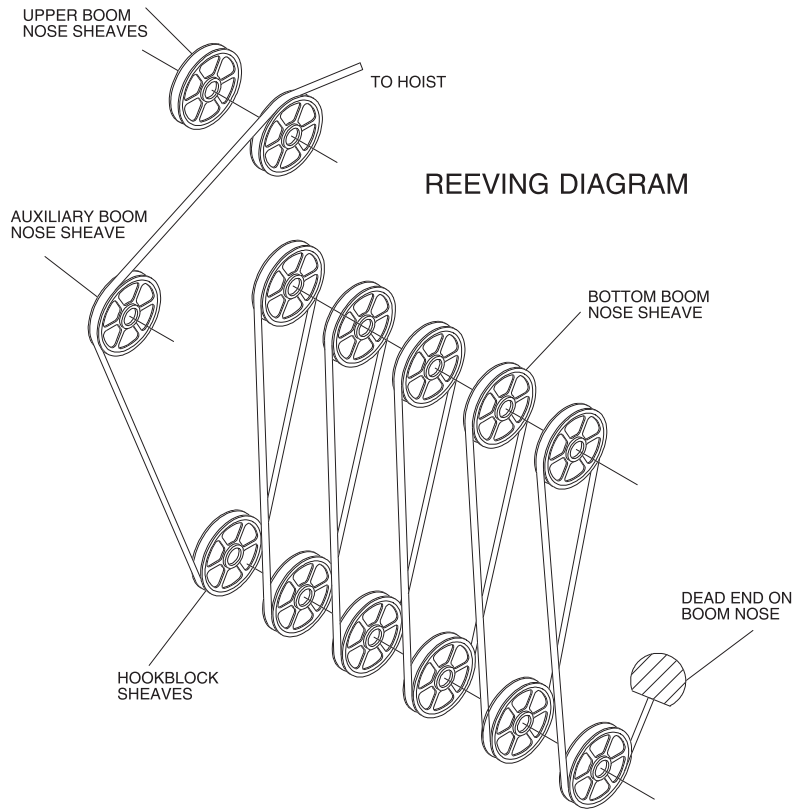 UPPER BOOM
NOSE SHEAVES
TO HOIST
REEVING DIAGRAM
AUXILIARY BOOM
NOSE SHEAVE
BOTTOM BOOM
NOSE SHEAVE
DEAD END ON
BOOM NOSE
HOOKBLOCK
SHEAVES